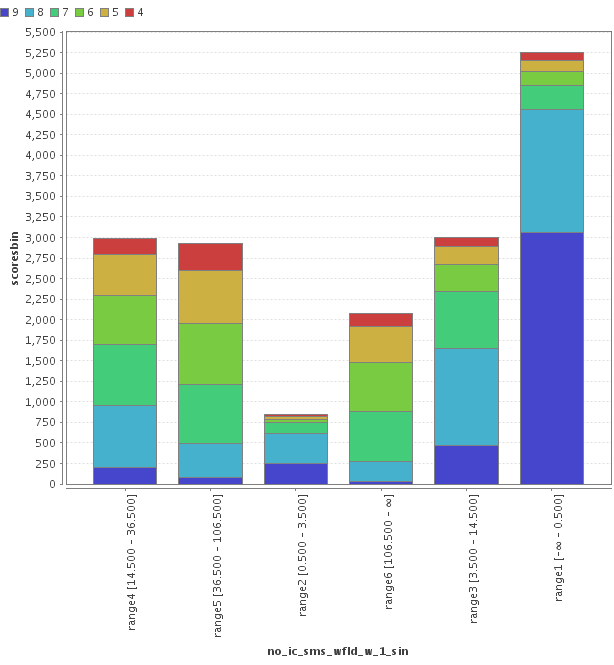 9 8 7 6 5 4
5,500
5,250
5,000
4,750
4,500
4,250
4,000
3,750
3,500
3,250
3,000
2,750
2,500
2,250
2,000
1,750
1,500
1,250
1,000
750
500
250
0
scoresbin
range4 [14.500 - 36.500]
range5 [36.500 - 106.500]
range2 [0.500 - 3.500]
range6 [106.500 - ∞]
range3 [3.500 - 14.500]
range1 [-∞ - 0.500]
no_ic_sms_wfld_w_1_sin